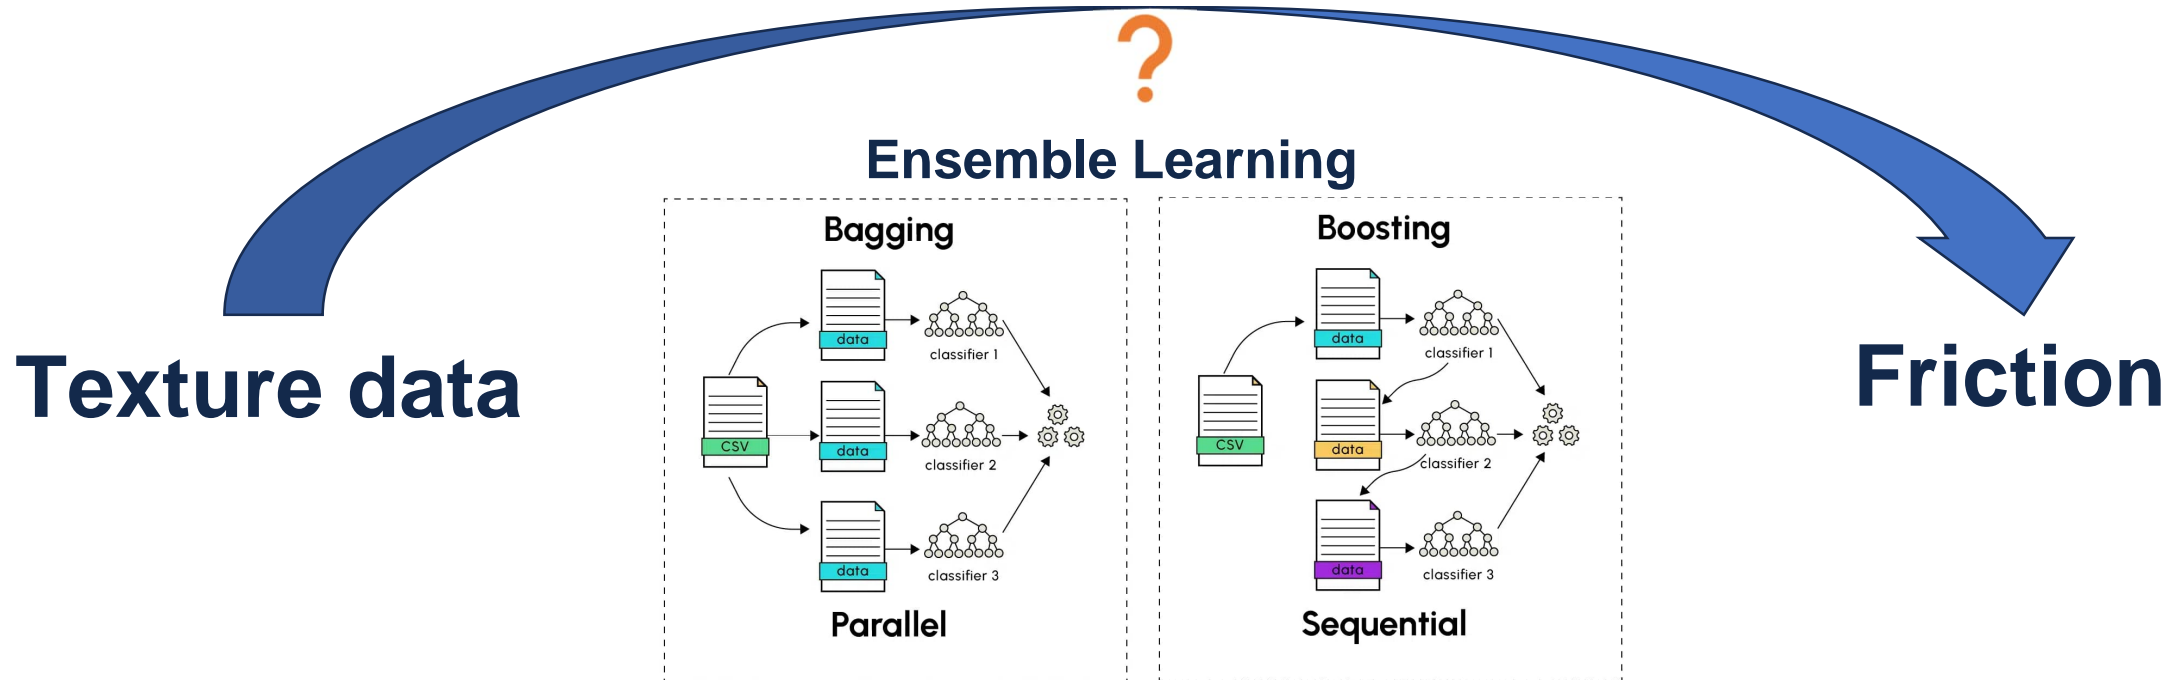 ?
Ensemble Learning
Texture data
Bagging
data
classifier 1
CSV
data
classifier 2
data
classifier 3
Parallel
Boosting
data
classifier 1
CSV
data
classifier 2
data
classifier 3
Sequential
Friction